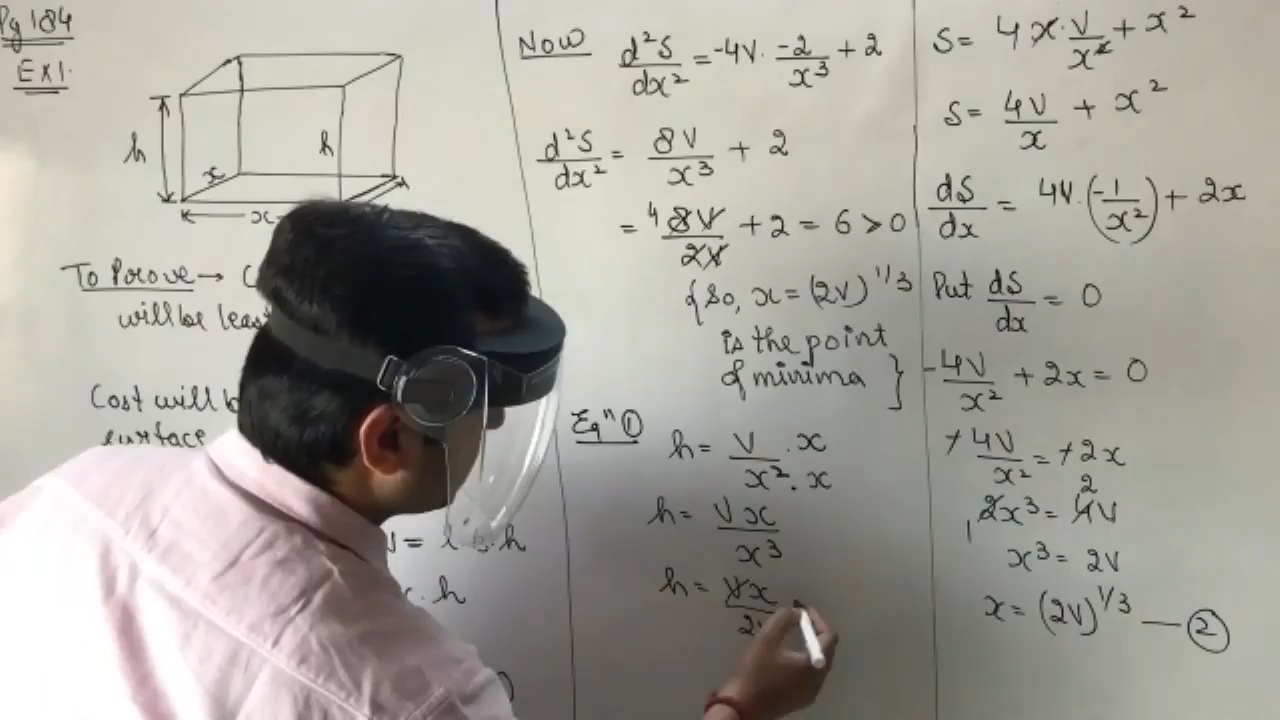 Pg 184
EX1.
h
h
x
x
To Prove → C
will be least
Cost will b
surface
V = l.b.h
x. h
Now d²S/dx² = -4V. -2/x³ + 2
d²S/dx² = 8V/x³ + 2
= 4 8V/2V + 2 = 6 > 0
{So, x = (2V)^1/3
is the point
of minima }
Eqⁿ ①
h = V/x² . x/x
h = Vx/x³
h = Vx/2V
S = 4x. V/x² + x²
S = 4V/x + x²
dS/dx = 4V. (-1/x²) + 2x
Put dS/dx = 0
-4V/x² + 2x = 0
-4V/x² = -2x
1 2x³ = 4V 2
x³ = 2V
x = (2V)^1/3 — ②